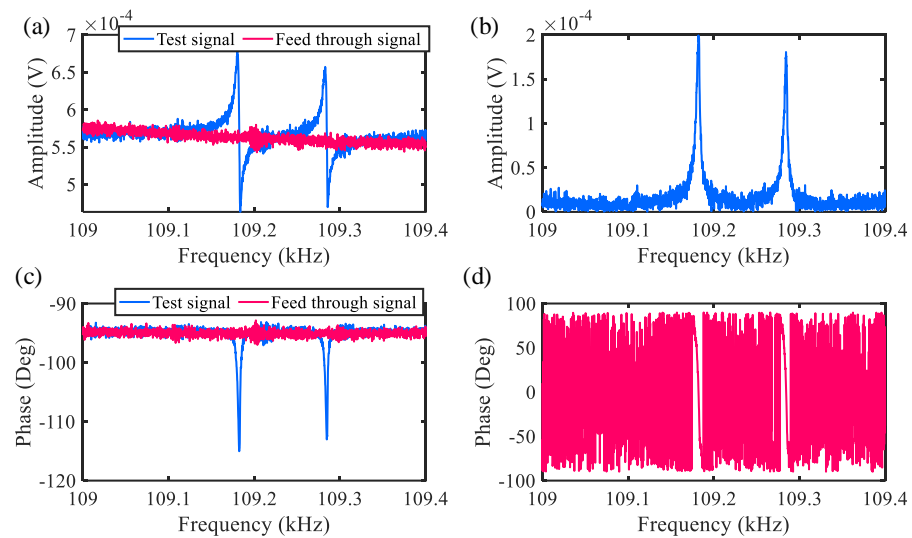 (a)
×10⁻⁴
Test signal
Feed through signal
7
6.5
6
5.5
5
Amplitude (V)
109
109.1
109.2
109.3
109.4
Frequency (kHz)
(b)
×10⁻⁴
2
1.5
1
0.5
0
Amplitude (V)
109
109.1
109.2
109.3
109.4
Frequency (kHz)
(c)
Test signal
Feed through signal
-90
-100
-110
-120
Phase (Deg)
109
109.1
109.2
109.3
109.4
Frequency (kHz)
(d)
100
50
0
-50
-100
Phase (Deg)
109
109.1
109.2
109.3
109.4
Frequency (kHz)